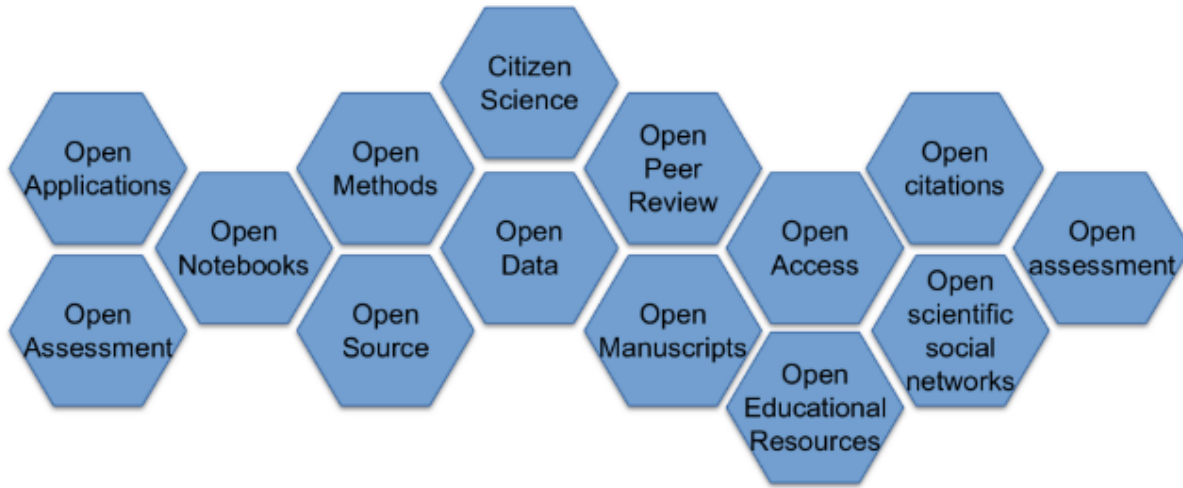 Citizen
Science
Open
Applications
Open
Methods
Open
Peer
Review
Open
citations
Open
Notebooks
Open
Data
Open
Access
Open
assessment
Open
Assessment
Open
Source
Open
Manuscripts
Open
scientific
social
networks
Open
Educational
Resources